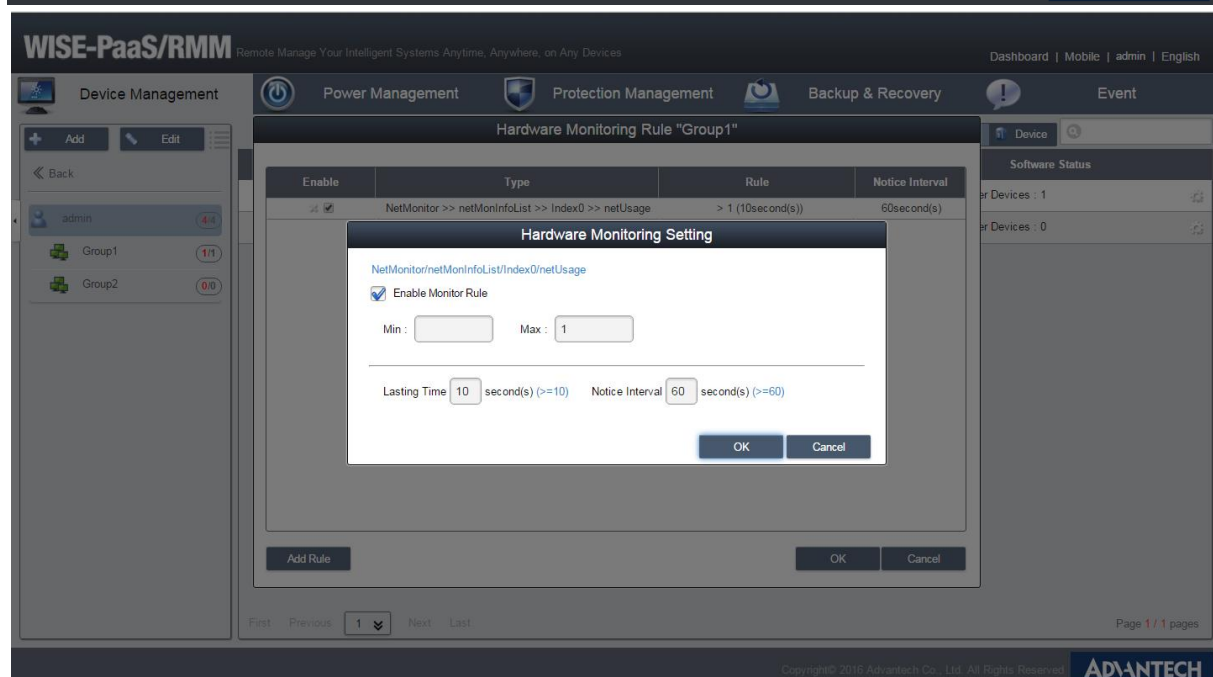 WISE-PaaS/RMM Remote Manage Your Intelligent Systems Anytime, Anywhere, on Any Devices
Dashboard | Mobile | admin | English
Device Management Power Management Protection Management Backup & Recovery Event
Add Edit
Hardware Monitoring Rule "Group1"
Device
Back
Software Status
Enable Type Rule Notice Interval
er Devices : 1
NetMonitor >> netMonInfoList >> Index0 >> netUsage > 1 (10second(s)) 60second(s)
admin 4/4
er Devices : 0
Hardware Monitoring Setting
Group1 1/1
NetMonitor/netMonInfoList/Index0/netUsage
Group2 0/0
Enable Monitor Rule
Min : Max : 1
Lasting Time 10 second(s) (>=10) Notice Interval 60 second(s) (>=60)
OK Cancel
Add Rule OK Cancel
First Previous 1 Next Last Page 1 / 1 pages
Copyright© 2016 Advantech Co., Ltd. All Rights Reserved
ADVANTECH